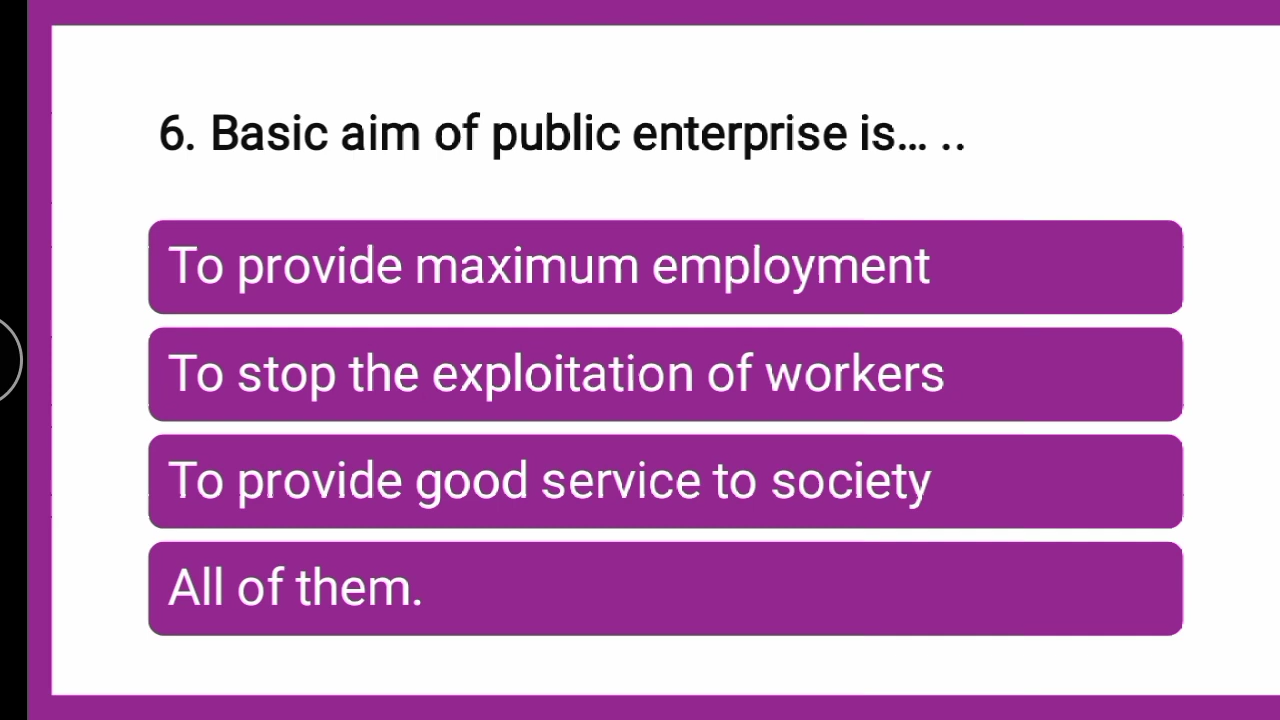 6. Basic aim of public enterprise is... ..
To provide maximum employment
To stop the exploitation of workers
To provide good service to society
All of them.